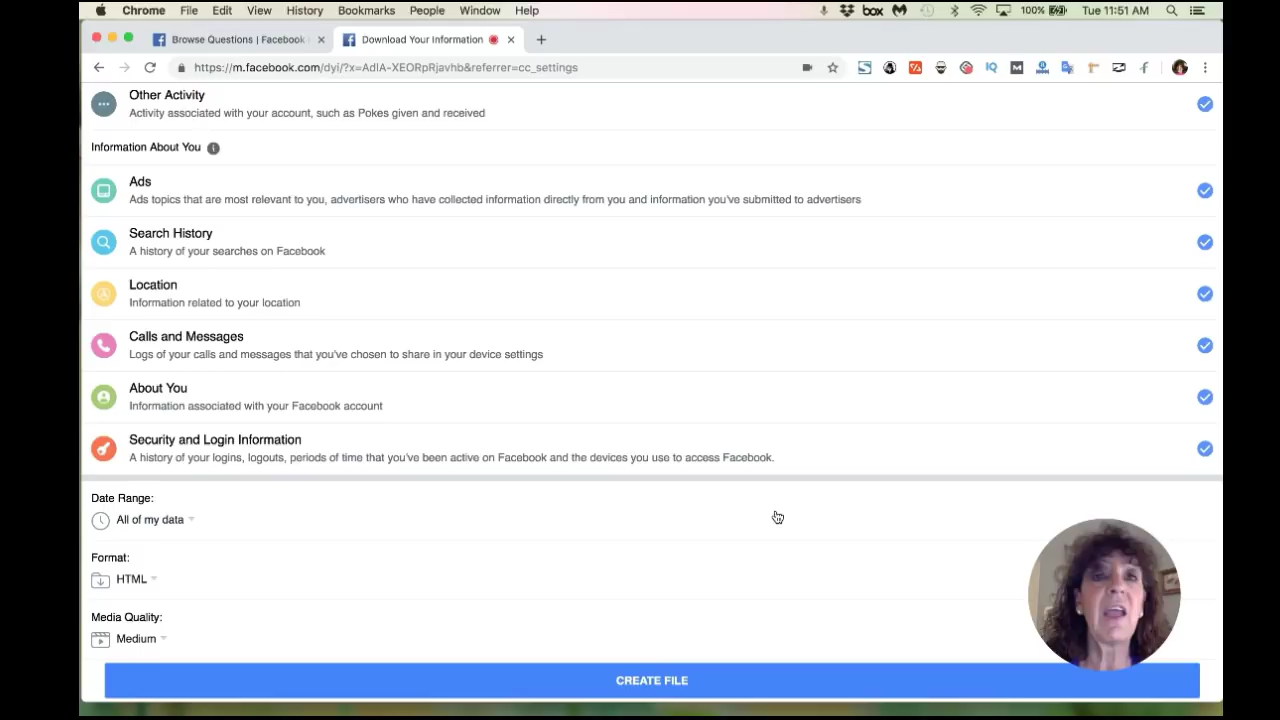 Chrome File Edit View History Bookmarks People Window Help box 100% Tue 11:51 AM
Browse Questions | Facebook Download Your Information
https://m.facebook.com/dyi/?x=AdlA-XEORpRjavhb&referrer=cc_settings
Other Activity
Activity associated with your account, such as Pokes given and received
Information About You
Ads
Ads topics that are most relevant to you, advertisers who have collected information directly from you and information you've submitted to advertisers
Search History
A history of your searches on Facebook
Location
Information related to your location
Calls and Messages
Logs of your calls and messages that you've chosen to share in your device settings
About You
Information associated with your Facebook account
Security and Login Information
A history of your logins, logouts, periods of time that you've been active on Facebook and the devices you use to access Facebook.
Date Range:
All of my data
Format:
HTML
Media Quality:
Medium
CREATE FILE